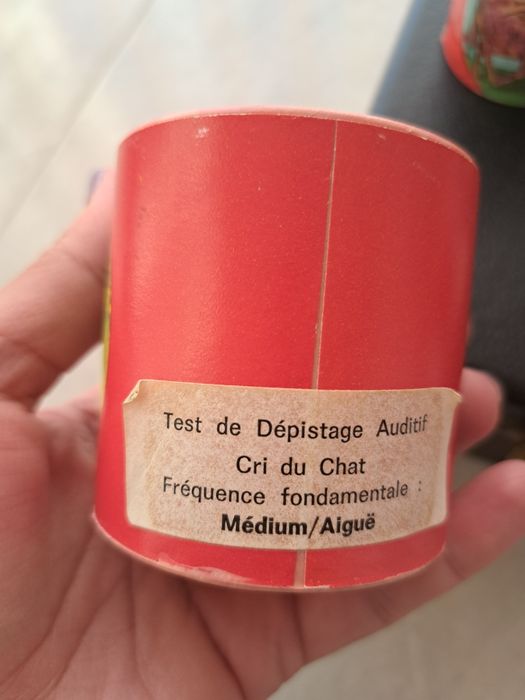 Test de Dépistage Auditif
Cri du Chat
Fréquence fondamentale :
Médium/Aiguë